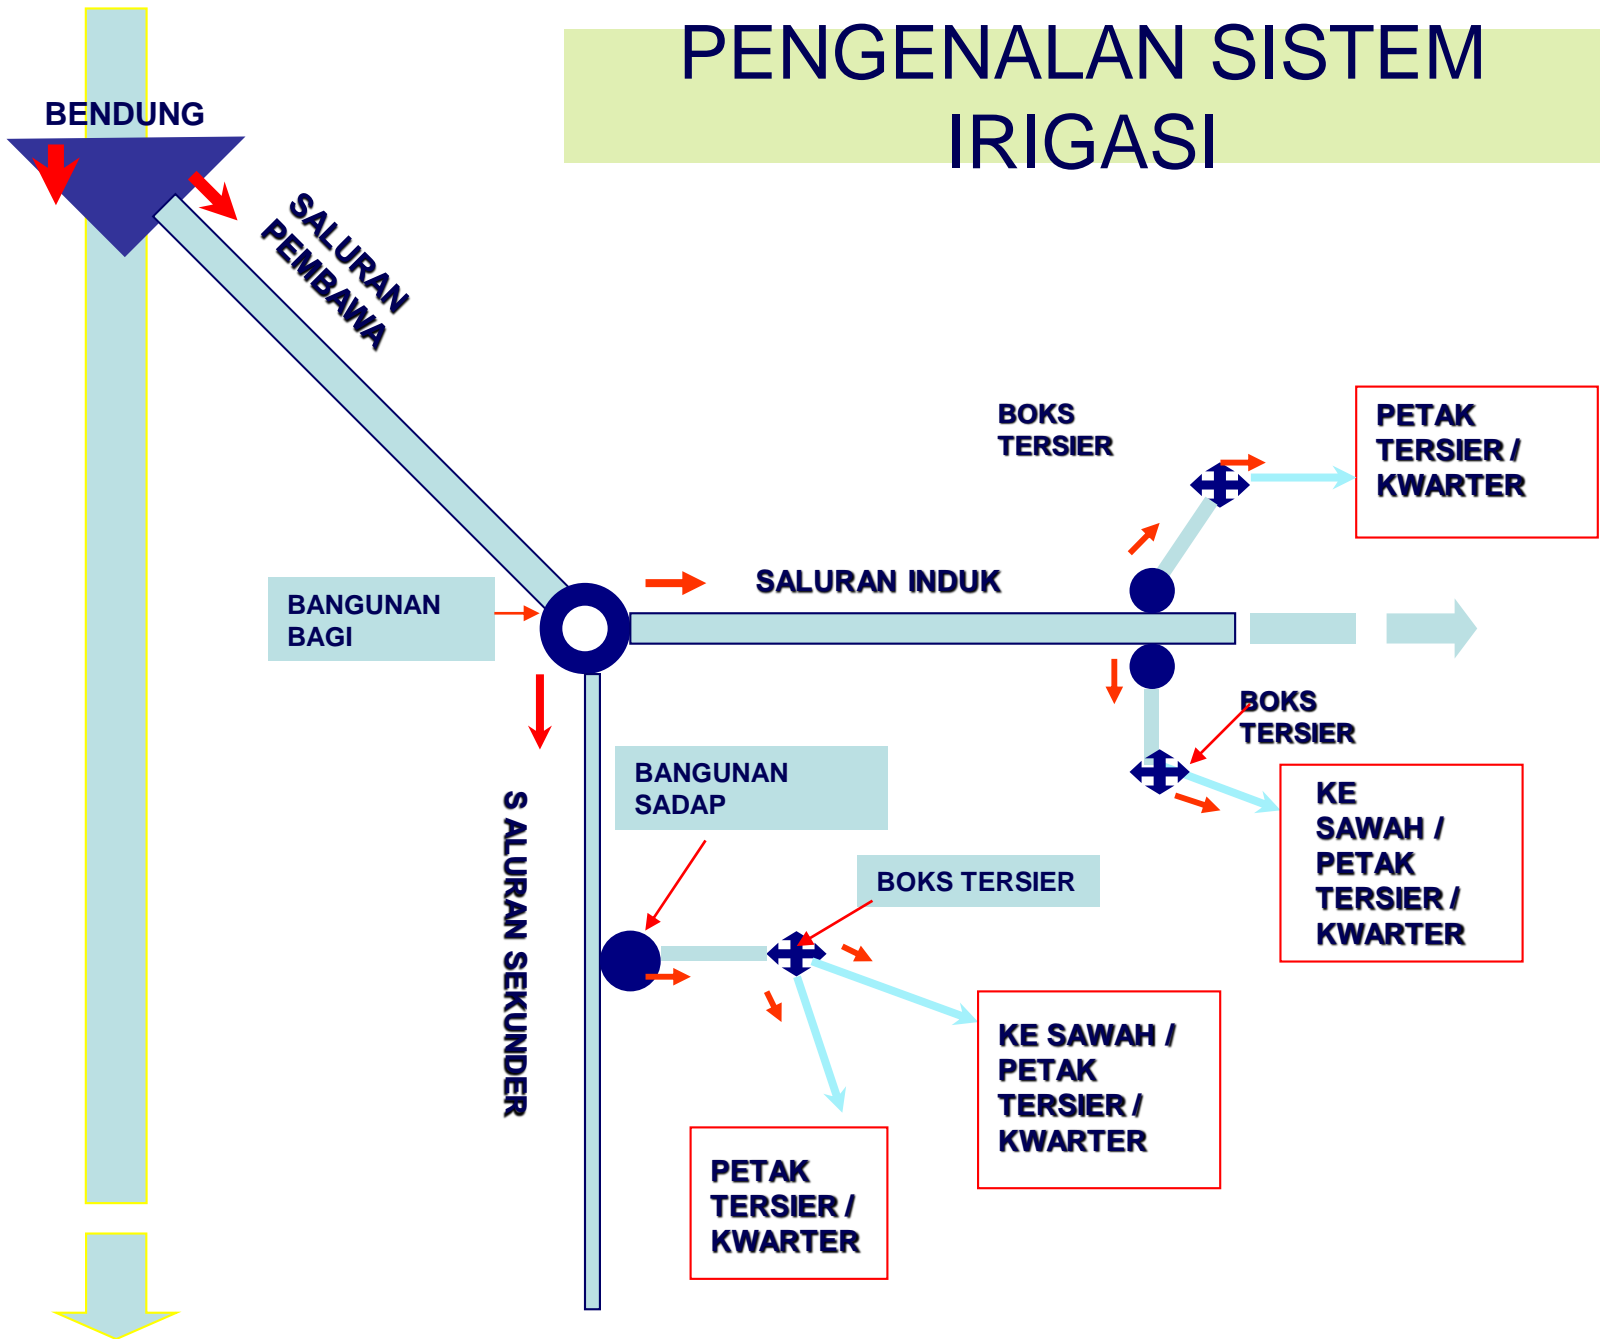 PENGENALAN SISTEM
IRIGASI
BENDUNG
SALURAN
PEMBAWA
BOKS
TERSIER
PETAK
TERSIER /
KWARTER
SALURAN INDUK
BANGUNAN
BAGI
BOKS
TERSIER
BANGUNAN
SADAP
S ALURAN SEKUNDER
KE
SAWAH /
PETAK
TERSIER /
KWARTER
BOKS TERSIER
KE SAWAH /
PETAK
TERSIER /
KWARTER
PETAK
TERSIER /
KWARTER